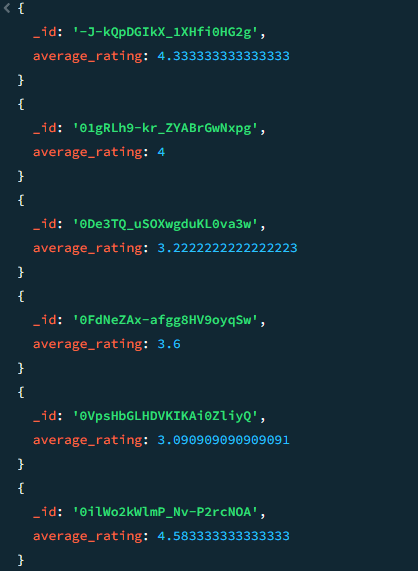 {
_id: '-J-kQpDGIkX_1XHfi0HG2g',
average_rating: 4.333333333333333
}
{
_id: '01gRLh9-kr_ZYABrGwNxpg',
average_rating: 4
}
{
_id: '0De3TQ_uSOXwgduKL0va3w',
average_rating: 3.2222222222222223
}
{
_id: '0FdNeZAx-afgg8HV9oyqSw',
average_rating: 3.6
}
{
_id: '0VpsHbGLHDVKIKAi0ZliyQ',
average_rating: 3.090909090909091
}
{
_id: '0ilWo2kWlmP_Nv-P2rcNOA',
average_rating: 4.583333333333333
}